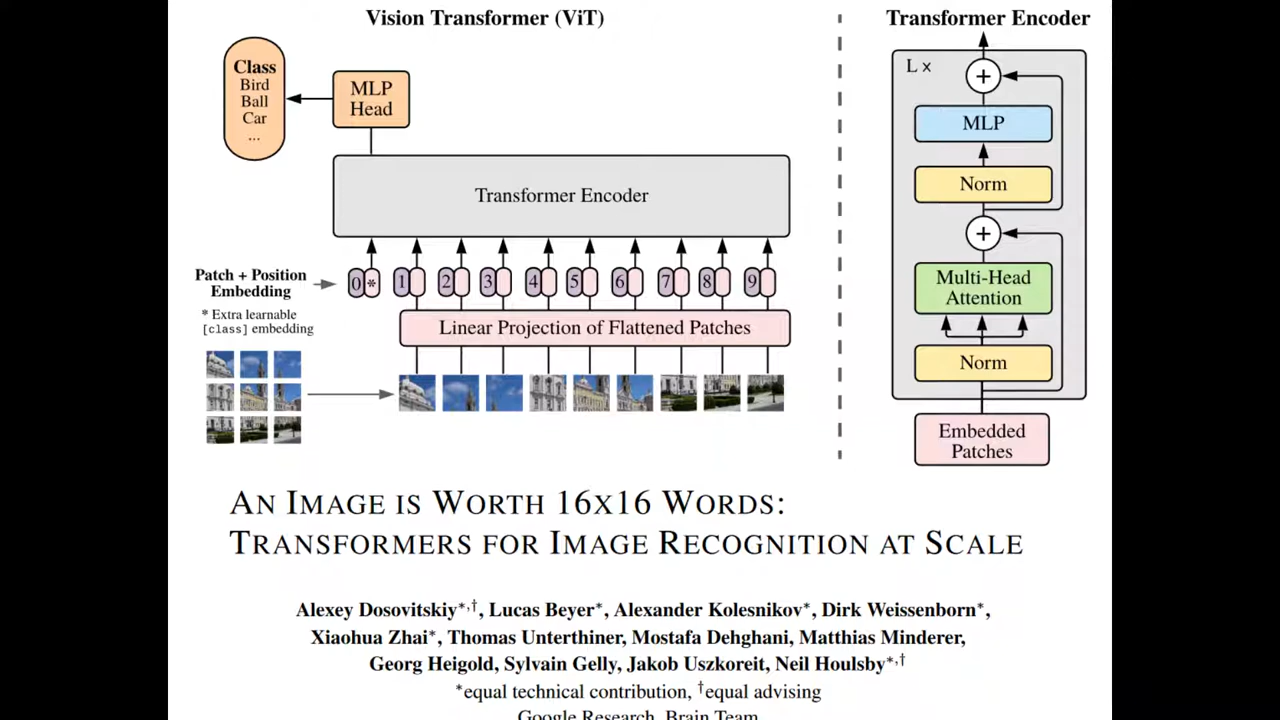 Vision Transformer (ViT)
Class
Bird
Ball
Car
...
MLP
Head
Transformer Encoder
Patch + Position
Embedding
* Extra learnable
[class] embedding
0 * 1 2 3 4 5 6 7 8 9
Linear Projection of Flattened Patches
Transformer Encoder
L x
+
MLP
Norm
+
Multi-Head
Attention
Norm
Embedded
Patches
AN IMAGE IS WORTH 16X16 WORDS:
TRANSFORMERS FOR IMAGE RECOGNITION AT SCALE
Alexey Dosovitskiy*,†, Lucas Beyer*, Alexander Kolesnikov*, Dirk Weissenborn*,
Xiaohua Zhai*, Thomas Unterthiner, Mostafa Dehghani, Matthias Minderer,
Georg Heigold, Sylvain Gelly, Jakob Uszkoreit, Neil Houlsby*,†
*equal technical contribution, †equal advising
Google Research, Brain Team